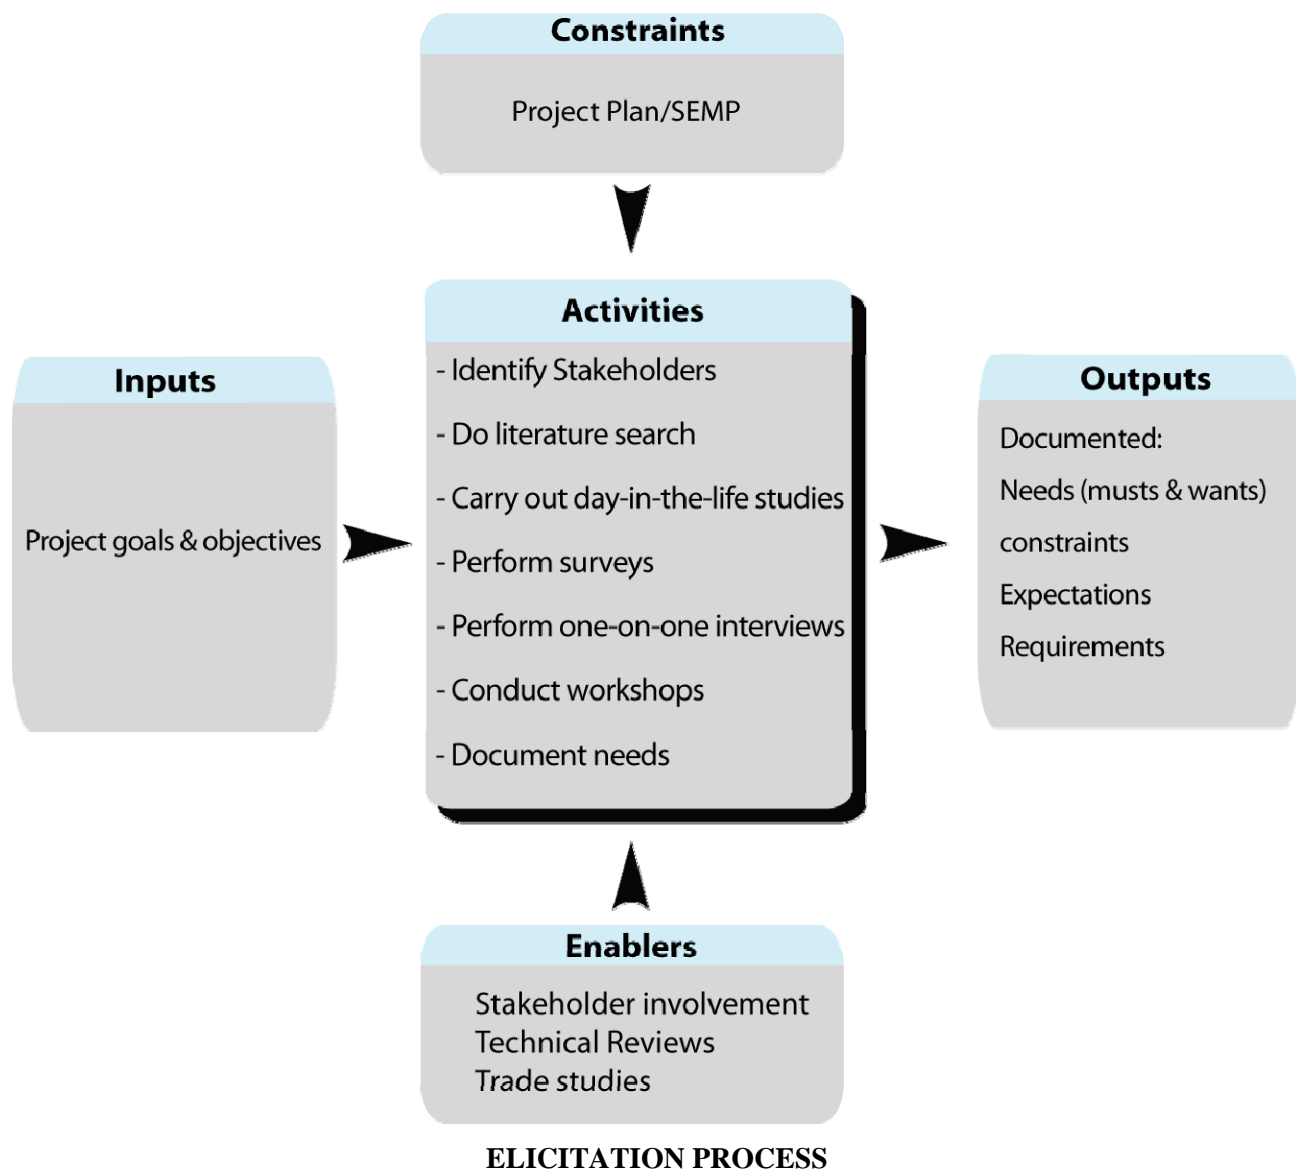 Constraints
Project Plan/SEMP
Inputs
Project goals & objectives
Activities
- Identify Stakeholders
- Do literature search
- Carry out day-in-the-life studies
- Perform surveys
- Perform one-on-one interviews
- Conduct workshops
- Document needs
Outputs
Documented:
Needs (musts & wants)
constraints
Expectations
Requirements
Enablers
Stakeholder involvement
Technical Reviews
Trade studies
ELICITATION PROCESS